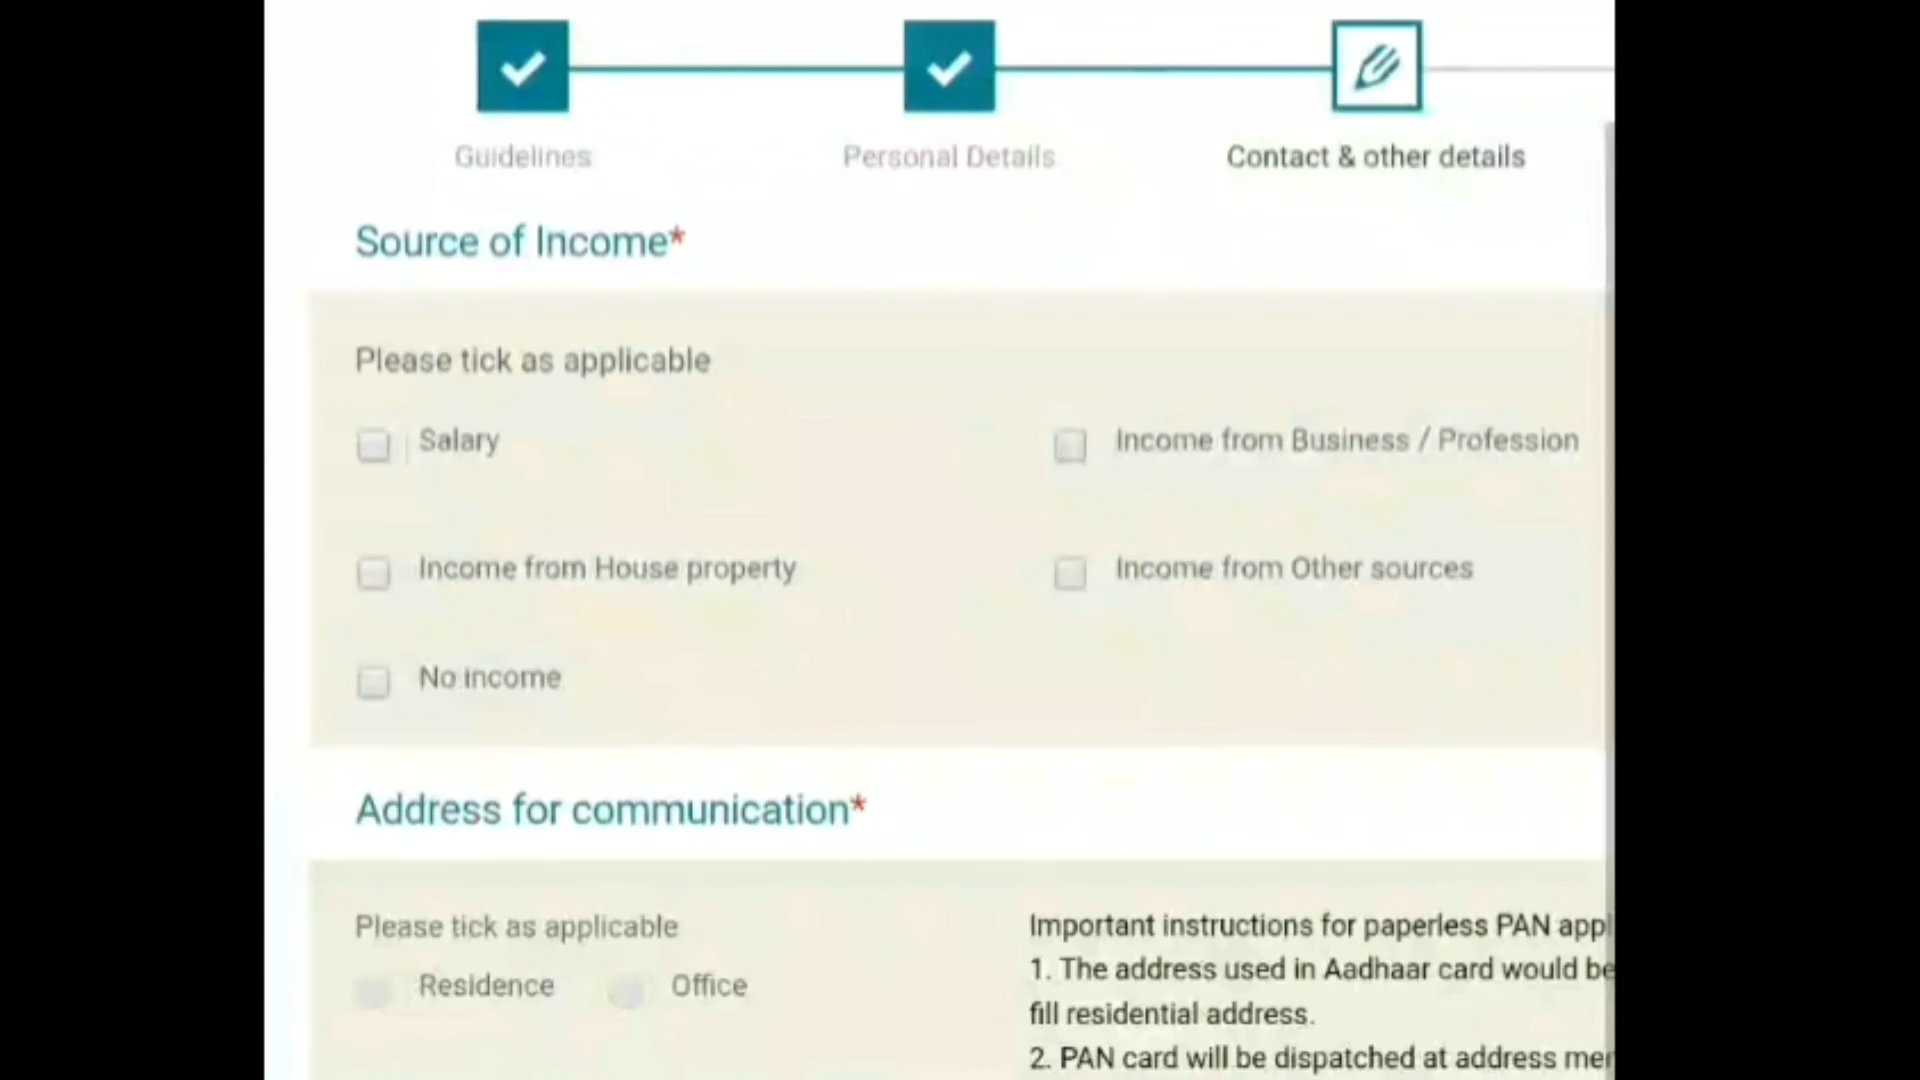 Guidelines
Personal Details
Contact & other details
Source of Income*
Please tick as applicable
Salary
Income from Business / Profession
Income from House property
Income from Other sources
No income
Address for communication*
Please tick as applicable
Residence
Office
Important instructions for paperless PAN appl
1. The address used in Aadhaar card would be
fill residential address.
2. PAN card will be dispatched at address